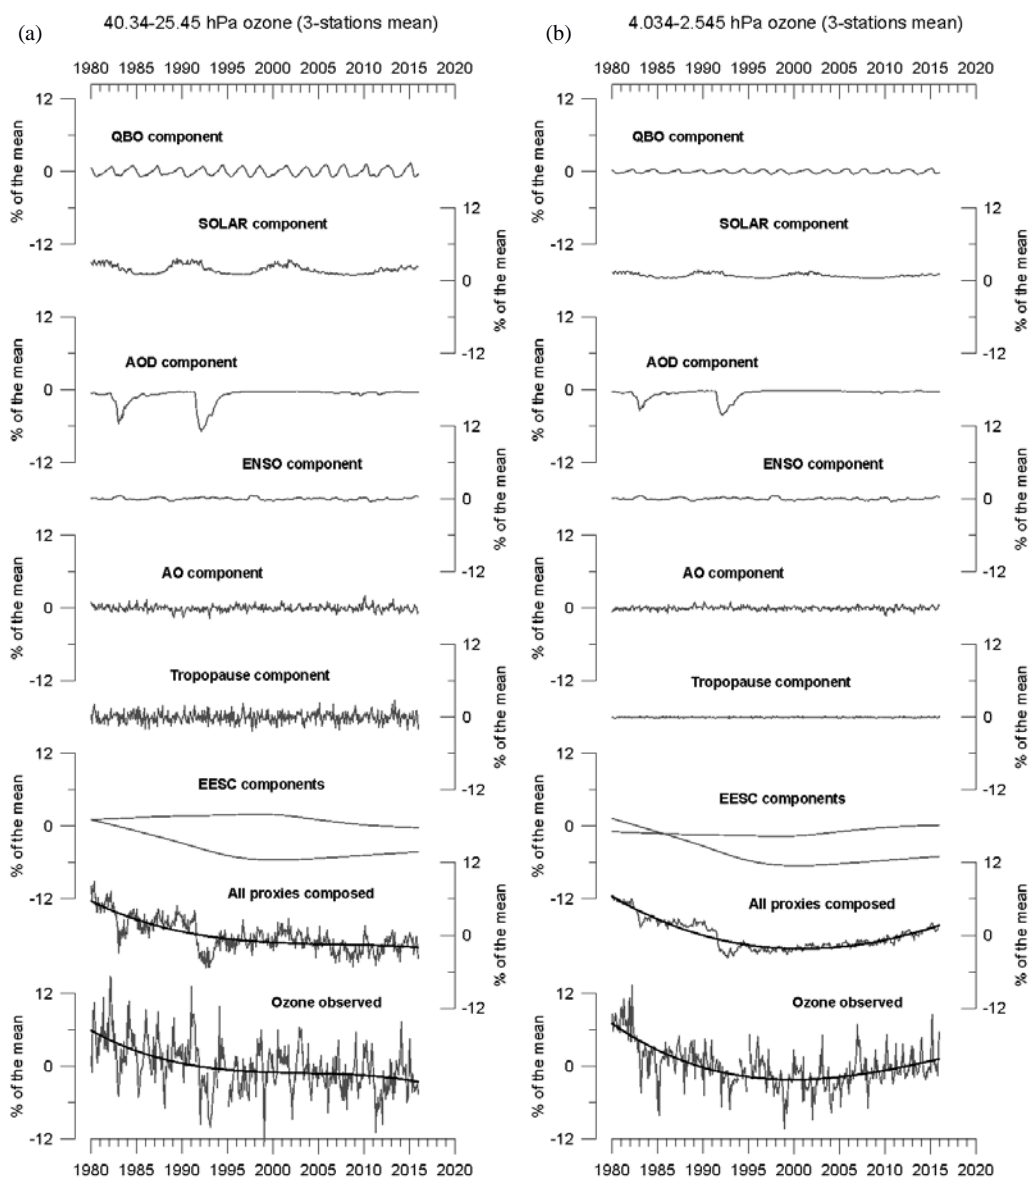 (a)
40.34-25.45 hPa ozone (3-stations mean)
1980 1985 1990 1995 2000 2005 2010 2015 2020
12
0
-12
% of the mean
QBO component
12
0
-12
% of the mean
SOLAR component
12
0
-12
% of the mean
AOD component
12
0
-12
% of the mean
ENSO component
12
0
-12
% of the mean
AO component
12
0
-12
% of the mean
Tropopause component
12
0
-12
% of the mean
EESC components
12
0
-12
% of the mean
All proxies composed
12
0
-12
% of the mean
Ozone observed
1980 1985 1990 1995 2000 2005 2010 2015 2020
(b)
4.034-2.545 hPa ozone (3-stations mean)
1980 1985 1990 1995 2000 2005 2010 2015 2020
12
0
-12
% of the mean
QBO component
12
0
-12
% of the mean
SOLAR component
12
0
-12
% of the mean
AOD component
12
0
-12
% of the mean
ENSO component
12
0
-12
% of the mean
AO component
12
0
-12
% of the mean
Tropopause component
12
0
-12
% of the mean
EESC components
12
0
-12
% of the mean
All proxies composed
12
0
-12
% of the mean
Ozone observed
1980 1985 1990 1995 2000 2005 2010 2015 2020